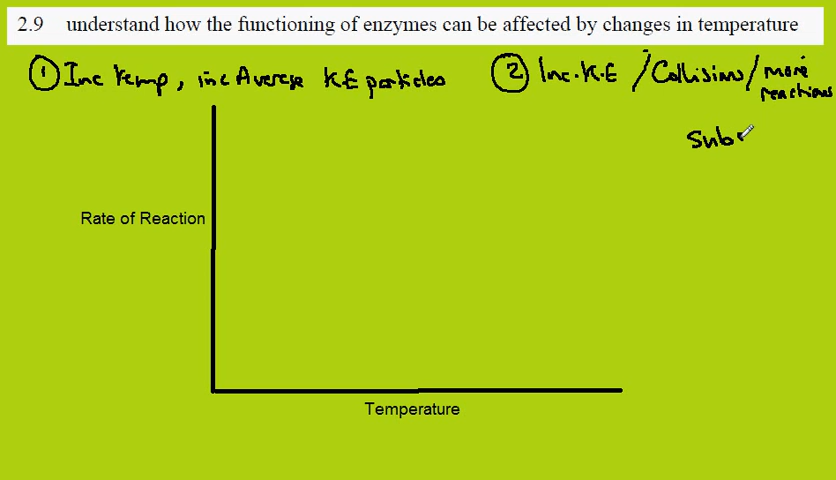 2.9 understand how the functioning of enzymes can be affected by changes in temperature
① Inc temp, inc Average KE particles
② Inc. K.E / Collisions / more
reactions
Sub
Rate of Reaction
Temperature